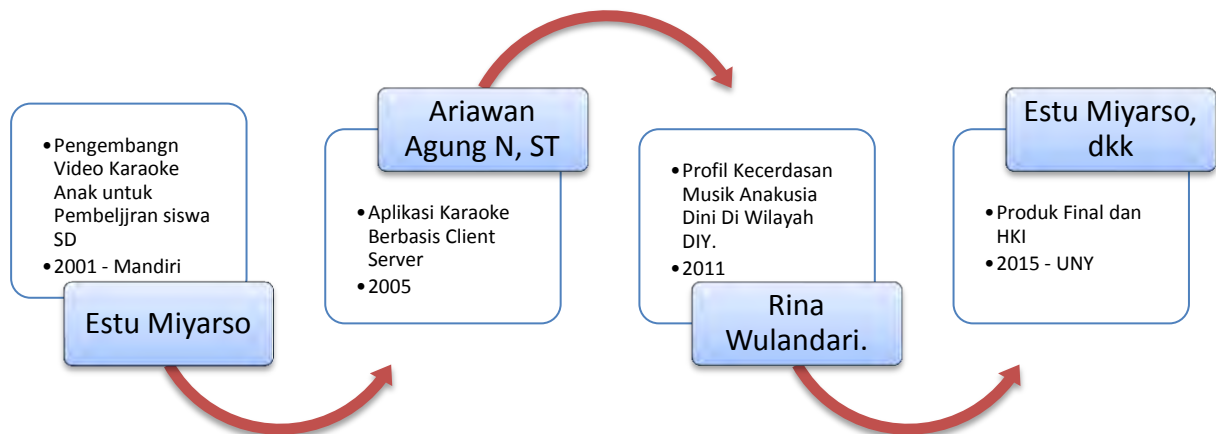 •Pengembangn
Video Karaoke
Anak untuk
Pembeljjran siswa
SD
•2001 - Mandiri
Estu Miyarso
Ariawan
Agung N, ST
•Aplikasi Karaoke
Berbasis Client
Server
•2005
•Profil Kecerdasan
Musik Anakusia
Dini Di Wilayah
DIY.
•2011
Rina
Wulandari.
Estu Miyarso,
dkk
•Produk Final dan
HKI
•2015 - UNY